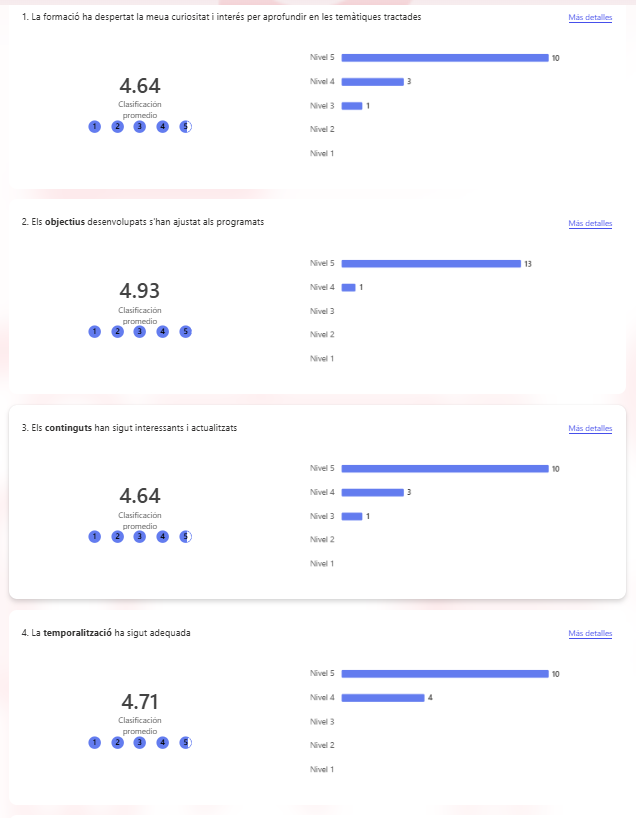 1. La formació ha despertat la meua curiositat i interés per aprofundir en les temàtiques tractades
Más detalles
4.64
Clasificación
promedio
1 2 3 4 5
Nivel 5 10
Nivel 4 3
Nivel 3 1
Nivel 2
Nivel 1
2. Els objectius desenvolupats s'han ajustat als programats
Más detalles
4.93
Clasificación
promedio
1 2 3 4 5
Nivel 5 13
Nivel 4 1
Nivel 3
Nivel 2
Nivel 1
3. Els continguts han sigut interessants i actualitzats
Más detalles
4.64
Clasificación
promedio
1 2 3 4 5
Nivel 5 10
Nivel 4 3
Nivel 3 1
Nivel 2
Nivel 1
4. La temporalització ha sigut adequada
Más detalles
4.71
Clasificación
promedio
1 2 3 4 5
Nivel 5 10
Nivel 4 4
Nivel 3
Nivel 2
Nivel 1